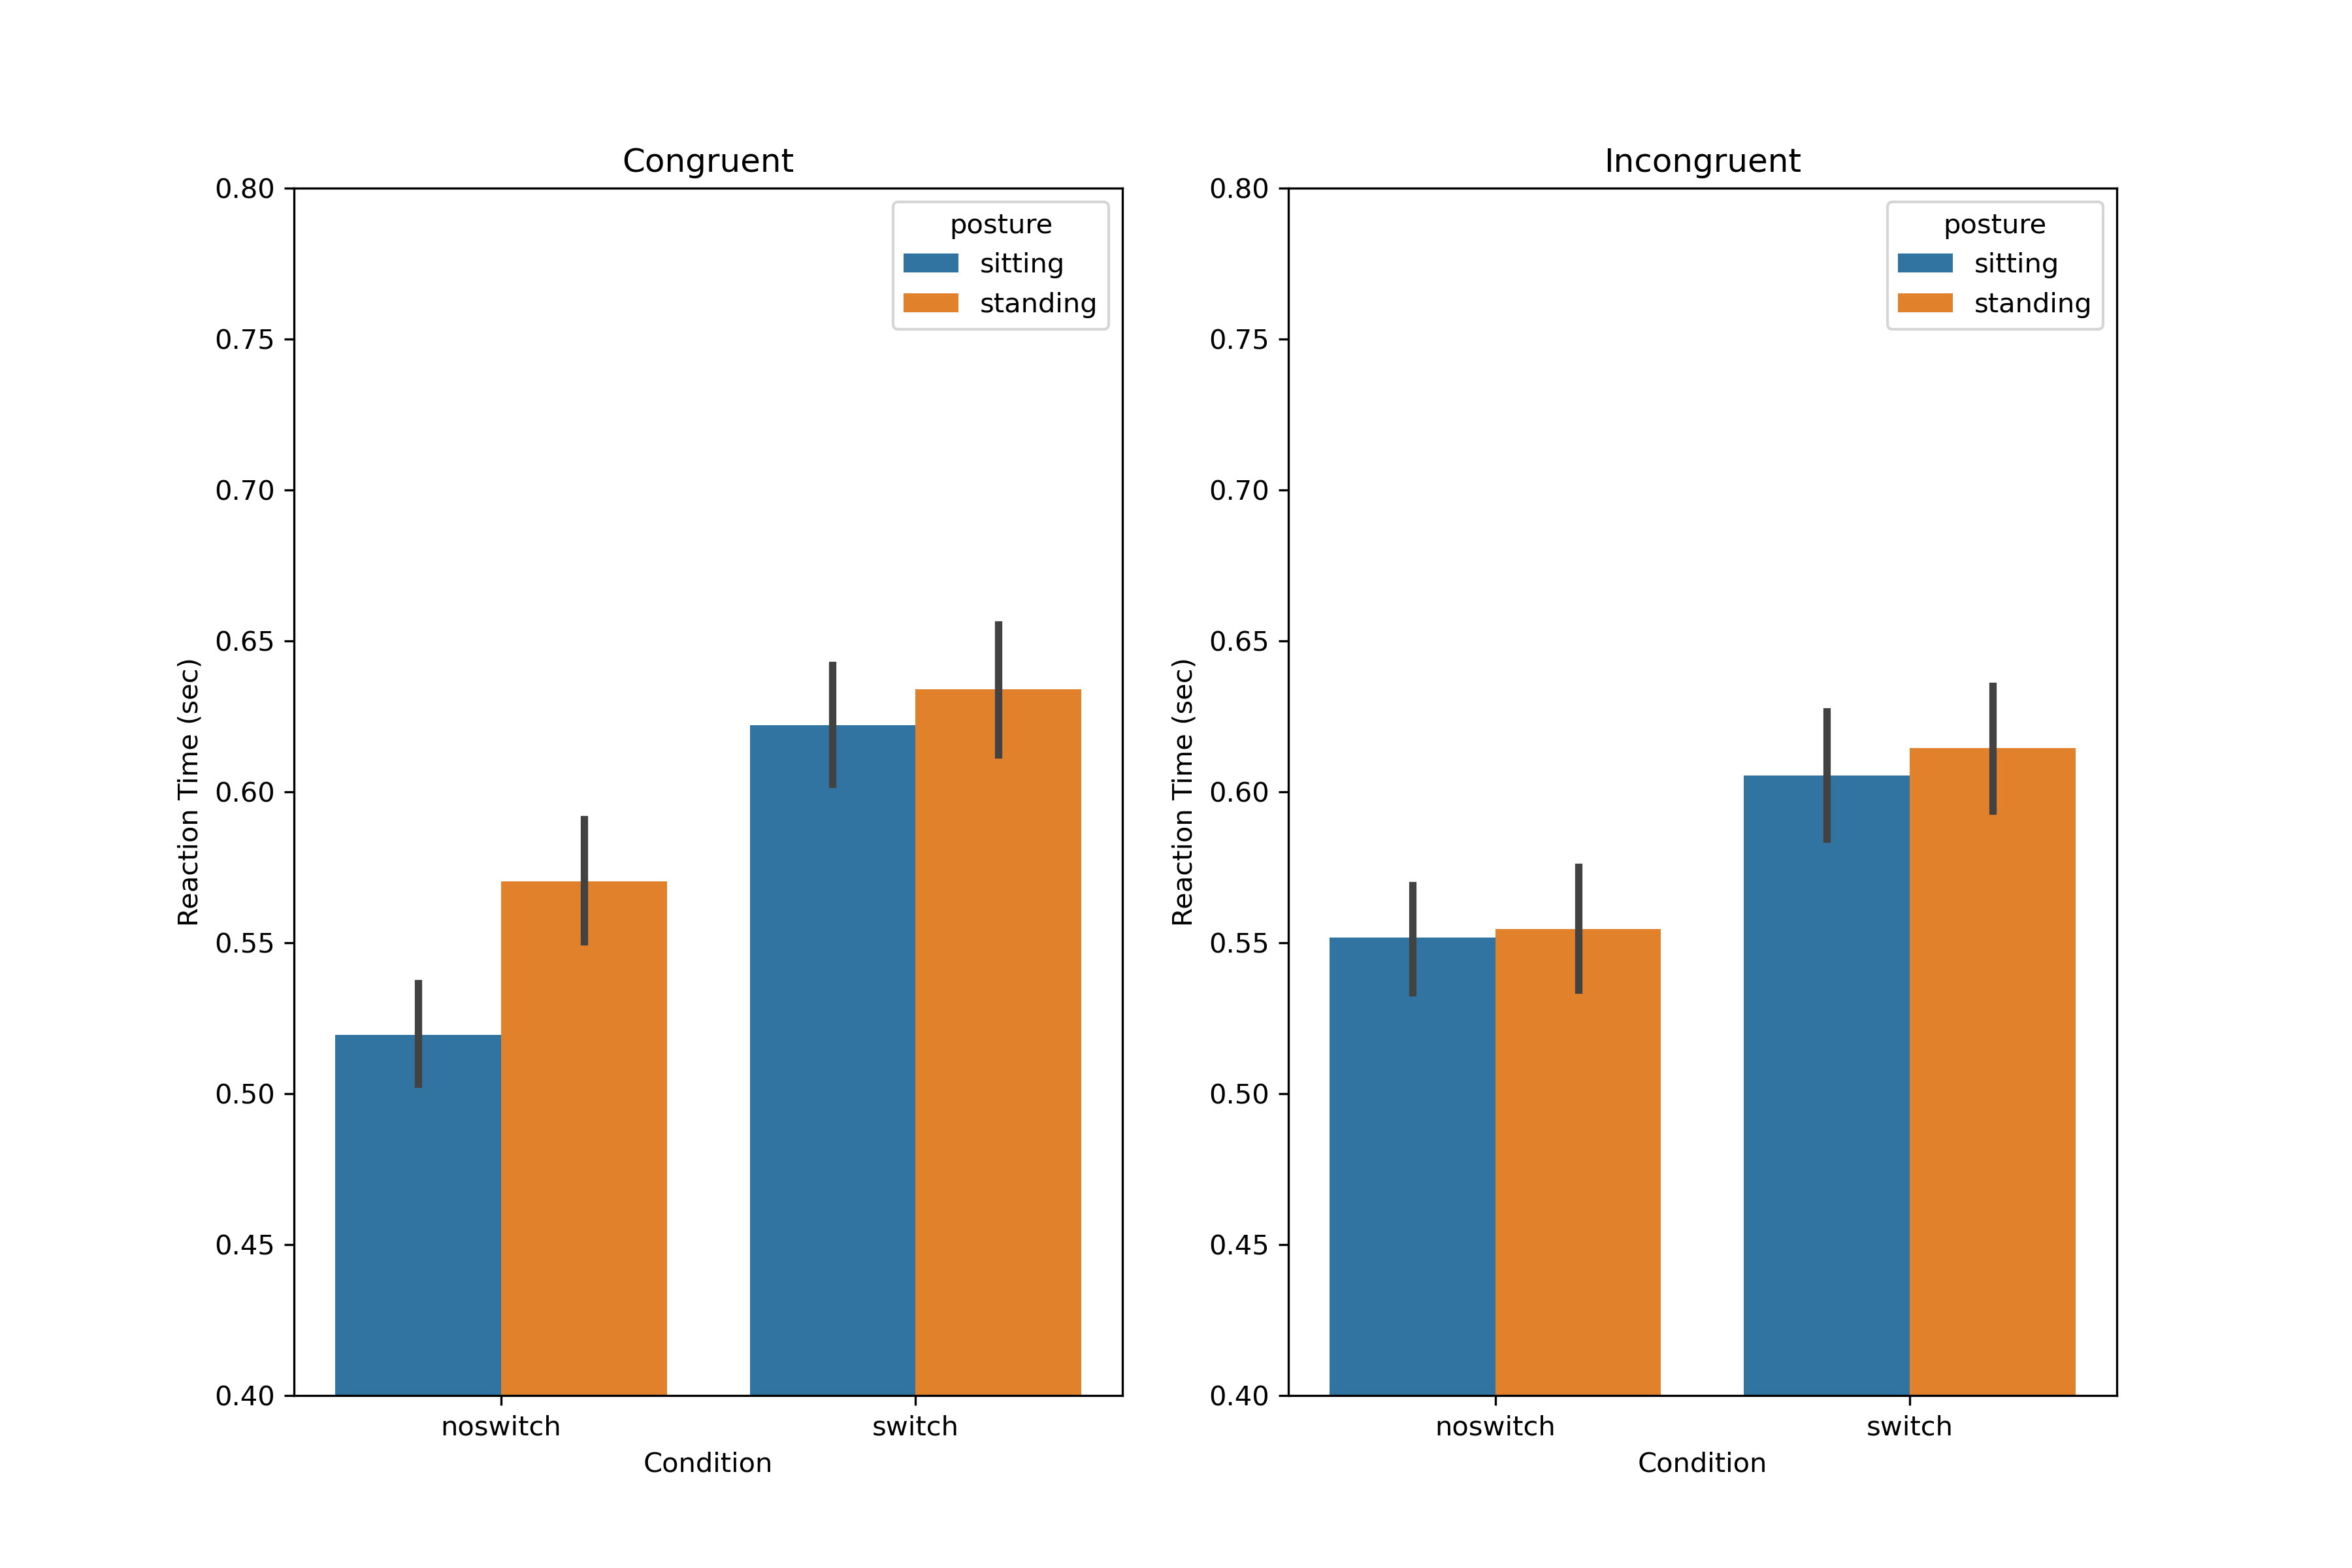 Congruent
0.80
0.75
0.70
0.65
0.60
0.55
0.50
0.45
0.40
Reaction Time (sec)
posture
sitting
standing
noswitch switch
Condition
Incongruent
0.80
0.75
0.70
0.65
0.60
0.55
0.50
0.45
0.40
Reaction Time (sec)
posture
sitting
standing
noswitch switch
Condition